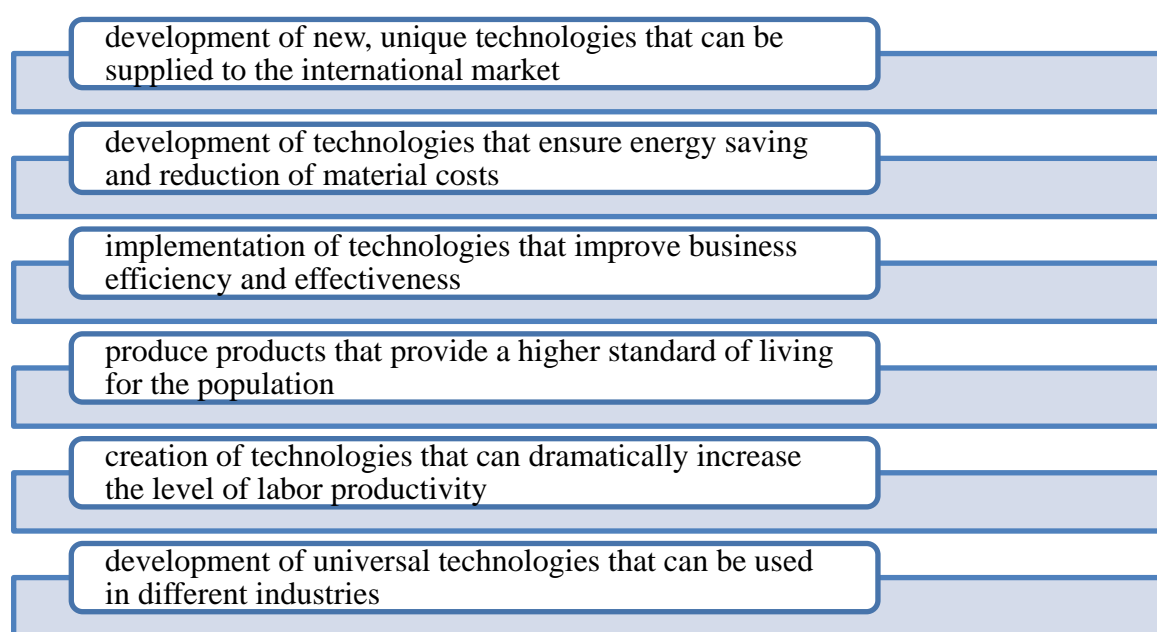 development of new, unique technologies that can be
supplied to the international market
development of technologies that ensure energy saving
and reduction of material costs
implementation of technologies that improve business
efficiency and effectiveness
produce products that provide a higher standard of living
for the population
creation of technologies that can dramatically increase
the level of labor productivity
development of universal technologies that can be used
in different industries